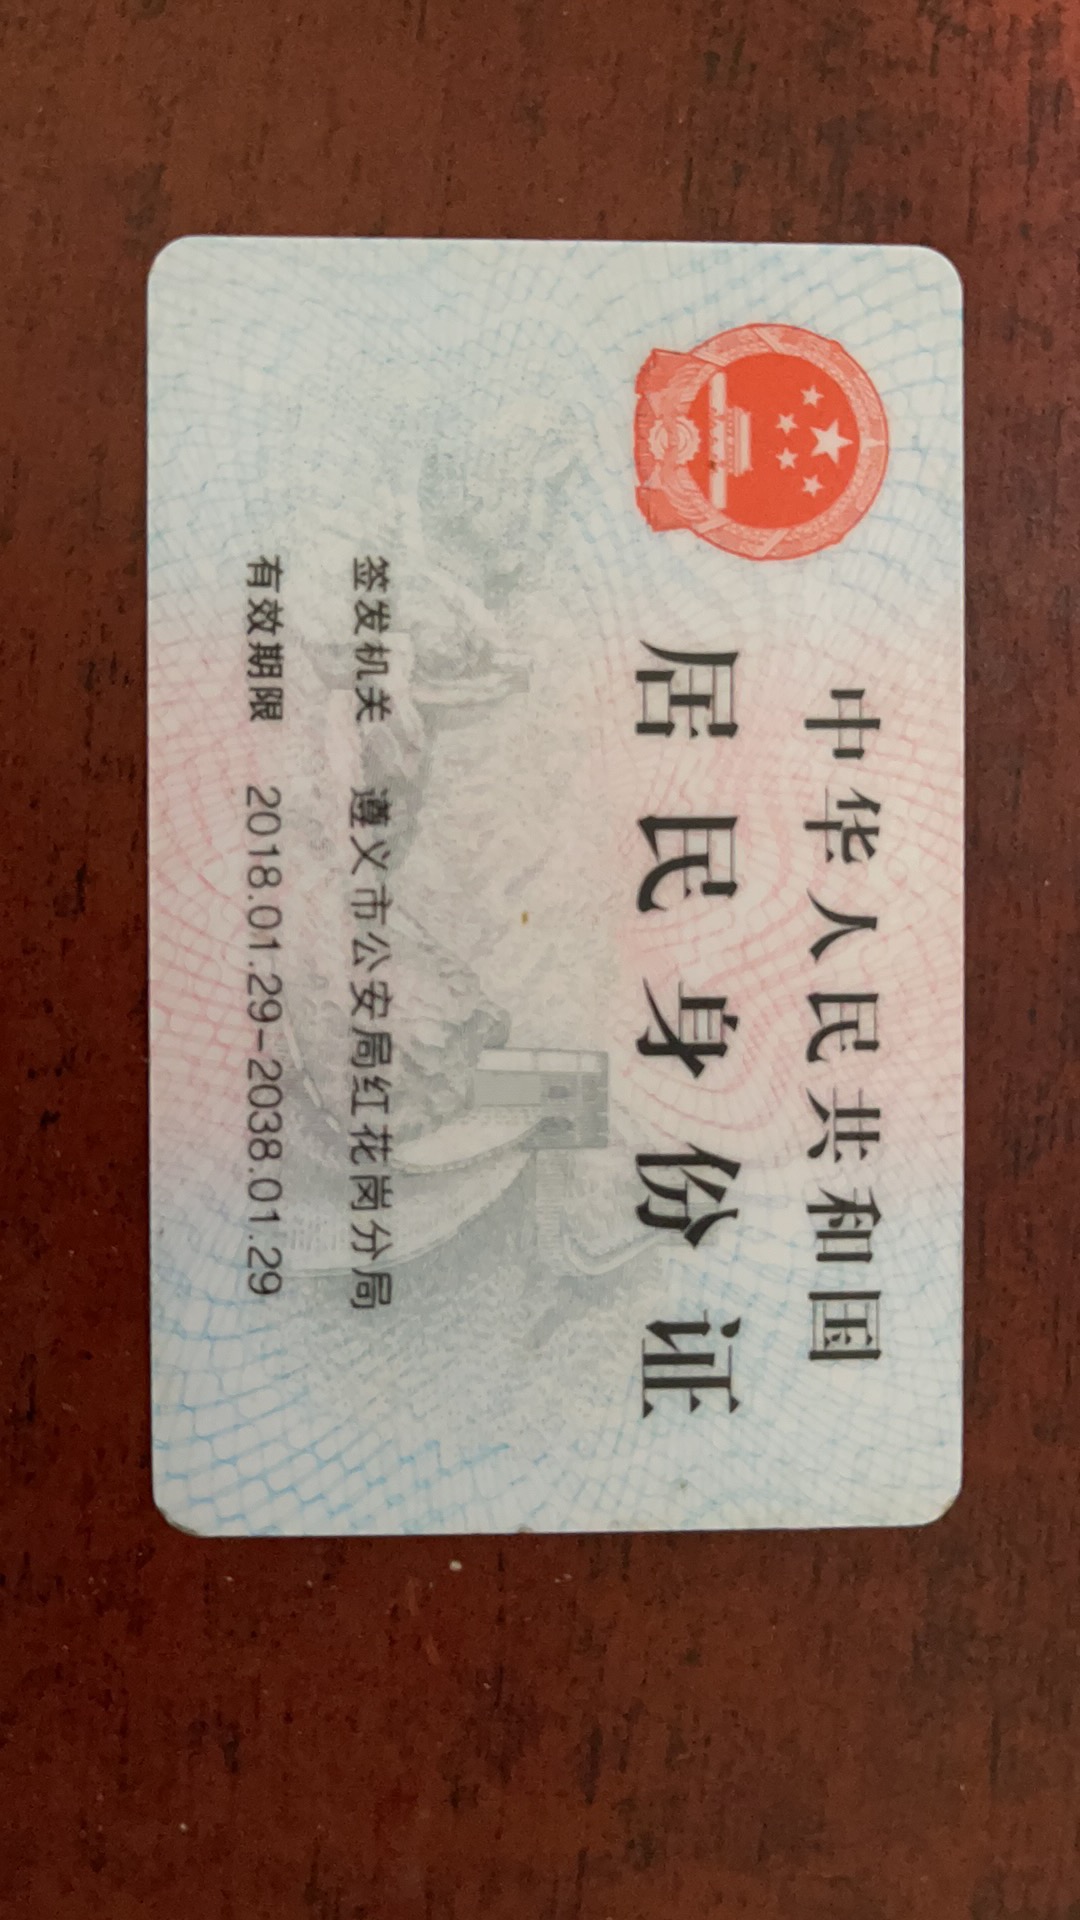 中华人民共和国
居民身份证
签发机关 遵义市公安局红花岗分局
有效期限 2018.01.29-2038.01.29